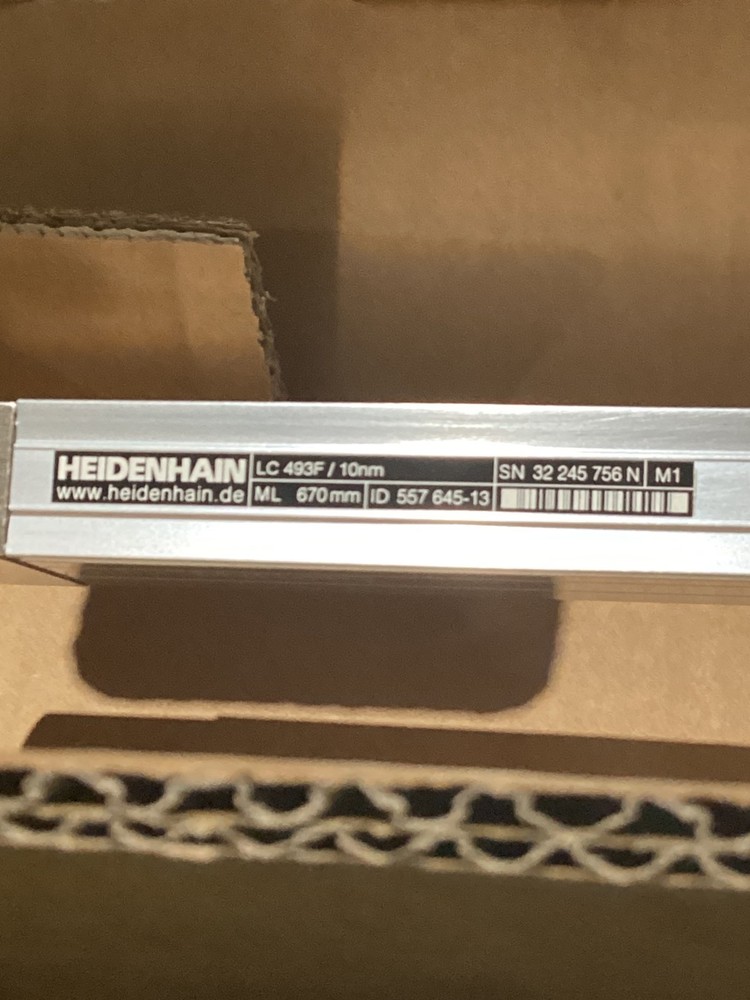 HEIDENHAIN LC 493F / 10nm SN 32 245 756 N M1
www.heidenhain.de ML 670mm ID 557 645-13